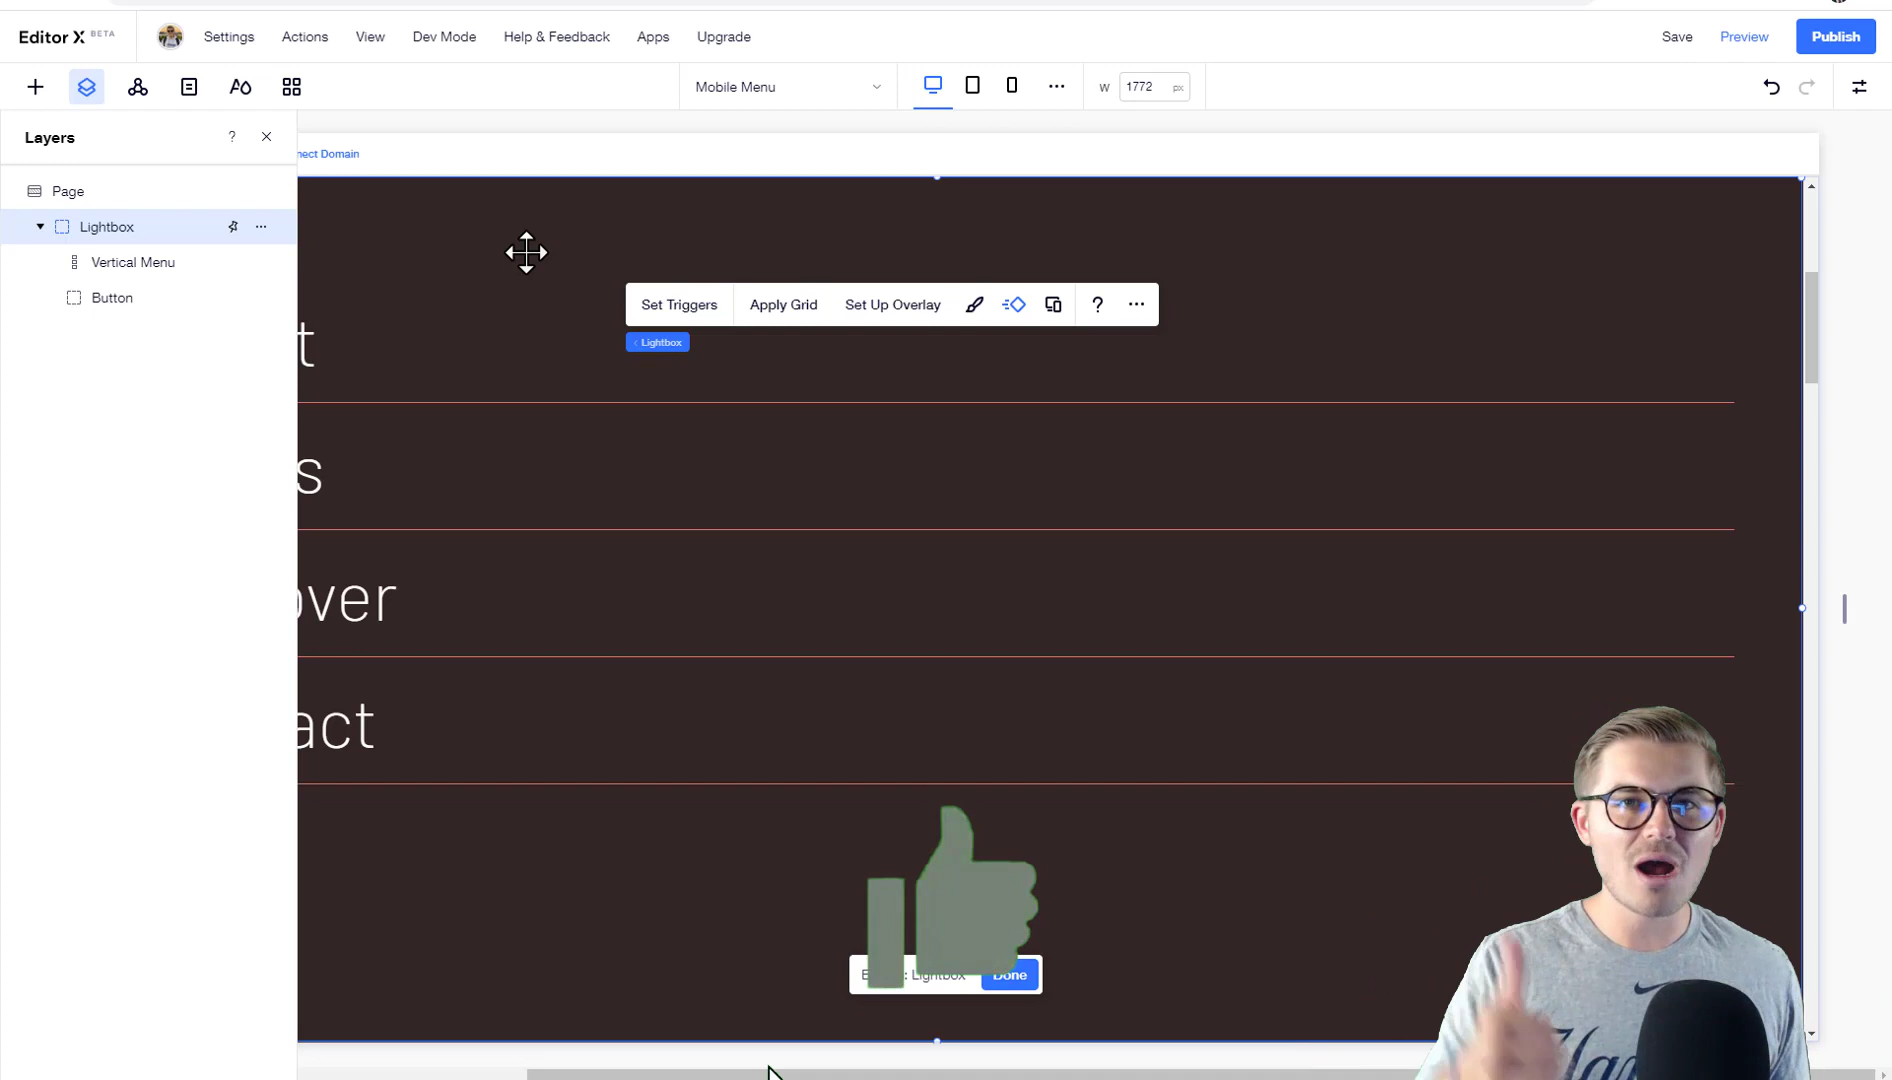 Editor X BETA Settings Actions View Dev Mode Help & Feedback Apps Upgrade Save Preview Publish
Mobile Menu W 1772 px
Layers ? ×
nect Domain
Page
Lightbox
Vertical Menu
Button
Set Triggers Apply Grid Set Up Overlay ?
Lightbox
t
s
over
act
Lightbox Done